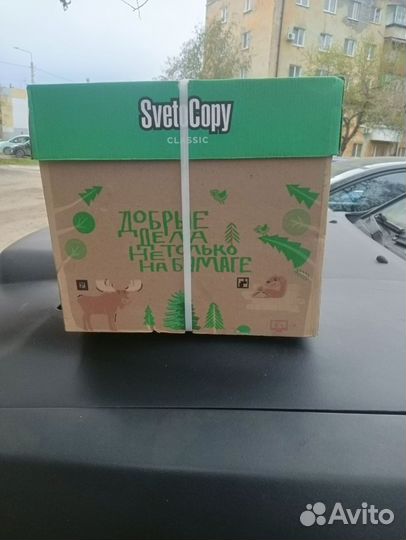 SvetoCopy
CLASSIC
ДОБРЫЕ
ДЕЛА
НЕ ТОЛЬКО
НА БУМАГЕ
Avito